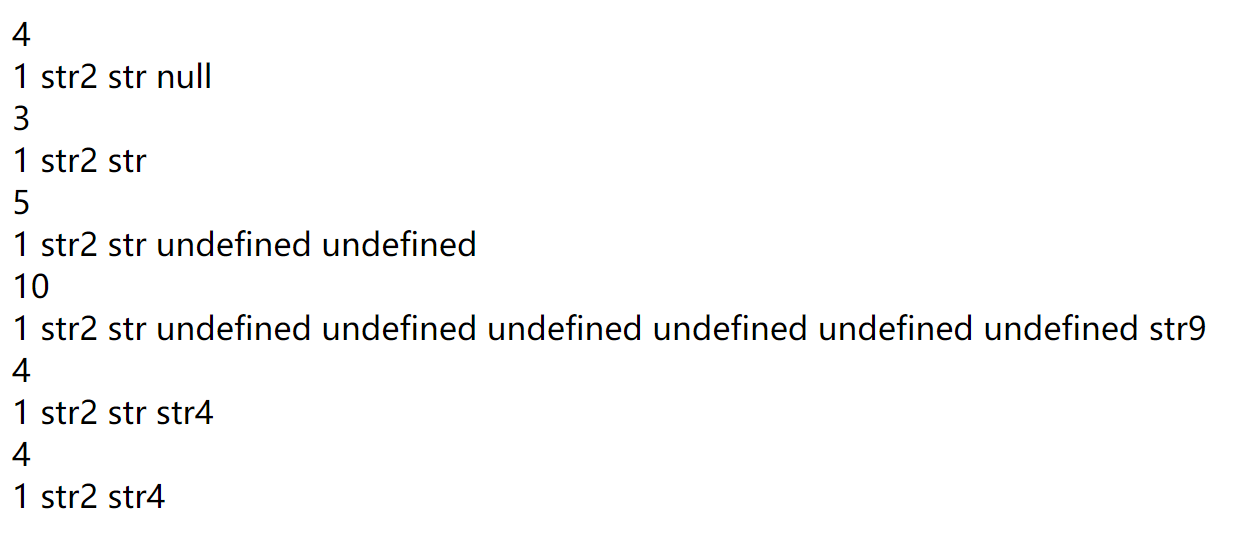 4
1 str2 str null
3
1 str2 str
5
1 str2 str undefined undefined
10
1 str2 str undefined undefined undefined undefined undefined undefined str9
4
1 str2 str str4
4
1 str2 str4